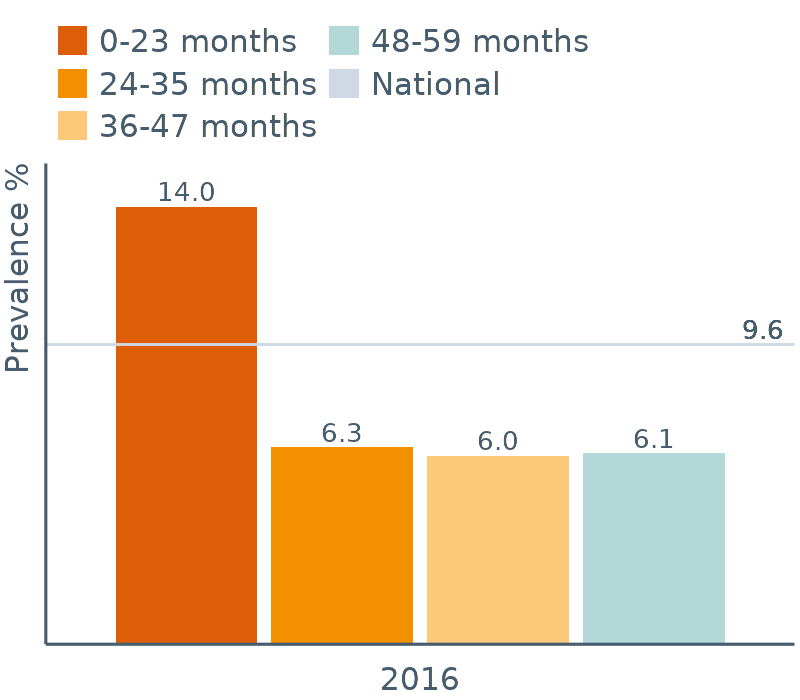 0-23 months
24-35 months
36-47 months
48-59 months
National
Prevalence %
14.0
6.3
6.0
6.1
9.6
2016